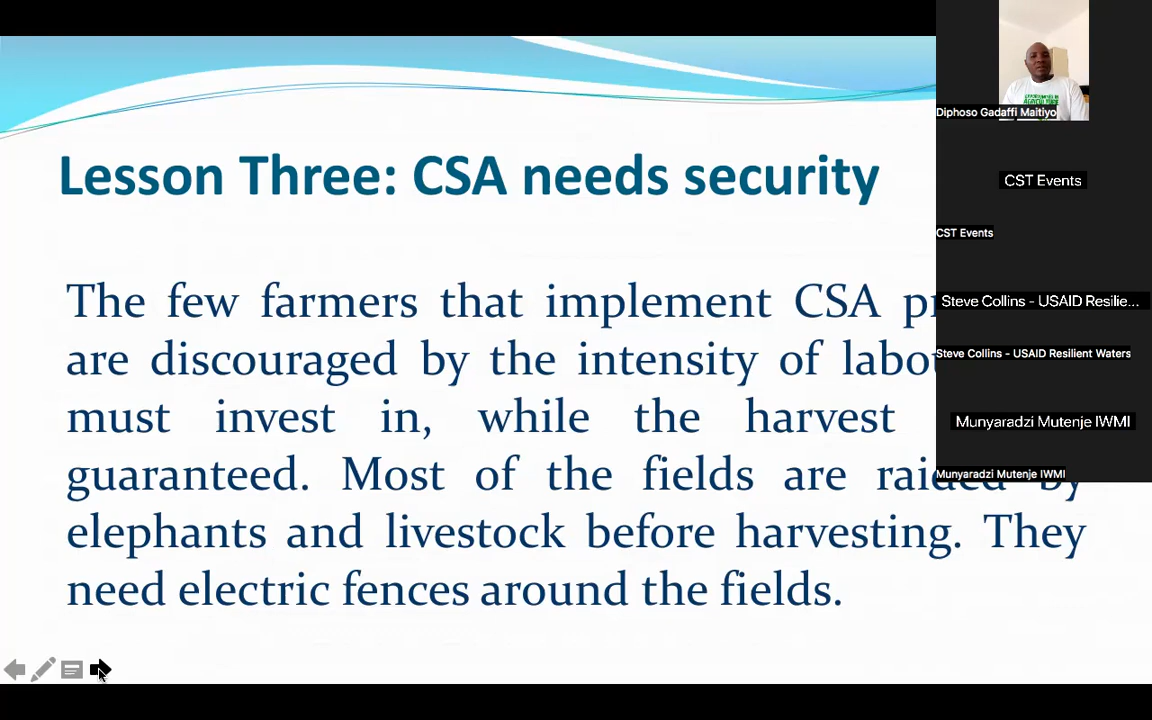 Lesson Three: CSA needs security
The few farmers that implement CSA
are discouraged by the intensity of
must invest in, while the harvest
guaranteed. Most of the fields are raided by
elephants and livestock before harvesting. They
need electric fences around the fields.
Diphoso Gadaffi Maitiyo
CST Events
CST Events
Steve Collins - USAID Resilie...
Steve Collins - USAID Resilient Waters
Munyaradzi Mutenje IWMI
Munyaradzi Mutenje IWMI